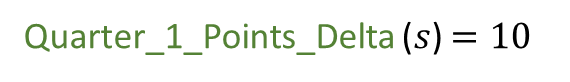 Quarter_1_Points_Delta (s) = 10